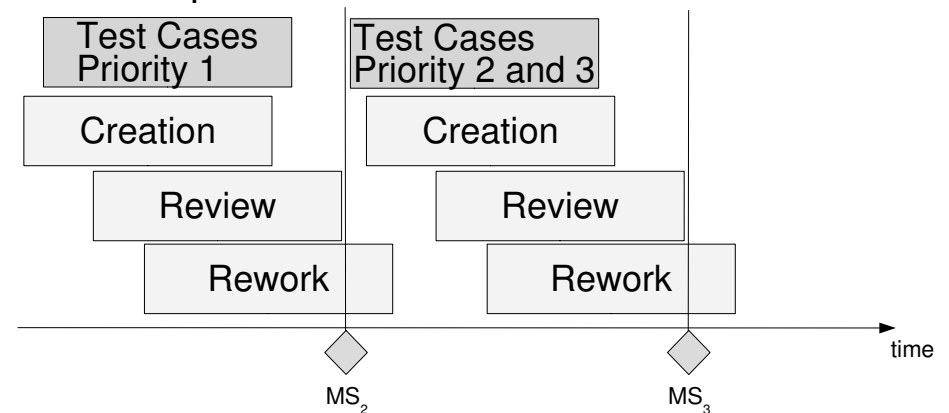 Test Cases
Priority 1
Test Cases
Priority 2 and 3
Creation
Creation
Review
Review
Rework
Rework
time
MS2
MS3